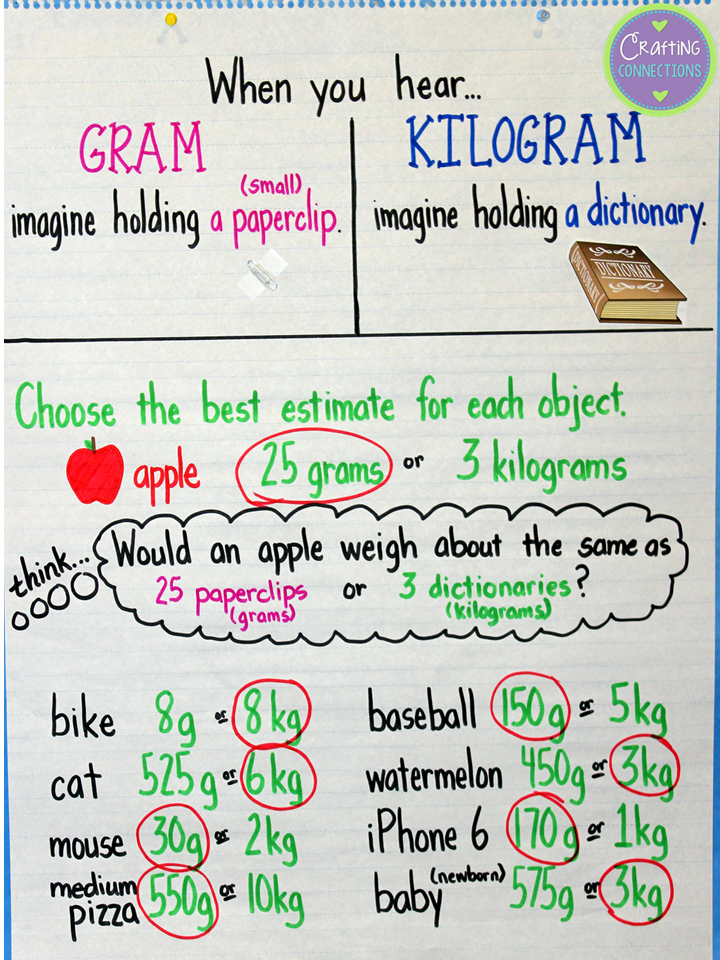 Crafting
CONNECTIONS
When you hear...
GRAM
(small)
imagine holding a paperclip.
KILOGRAM
imagine holding a dictionary.
DICTIONARY
DICTIONARY
Choose the best estimate for each object.
apple 25 grams or 3 kilograms
think...
Would an apple weigh about the same as
25 paperclips or 3 dictionaries?
(grams) (kilograms)
bike 8g or 8kg
cat 525g or 6kg
mouse 30g or 2kg
medium
pizza 550g or 10kg
baseball 150g or 5kg
watermelon 450g or 3kg
iPhone 6 170g or 1kg
baby (newborn) 575g or 3kg